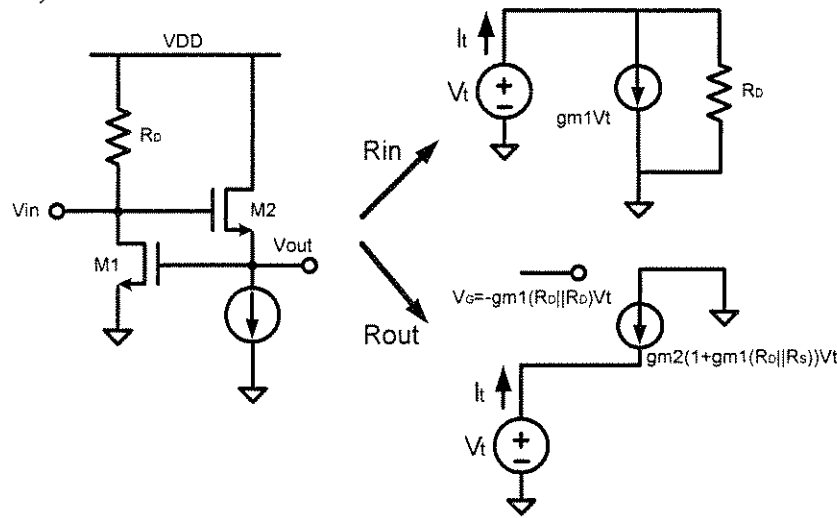 VDD
RD
Vin
M2
M1
Vout
Rin
Rout
It
Vt
+
−
gm1Vt
RD
VG=-gm1(RD||RD)Vt
gm2(1+gm1(RD||RS))Vt
It
Vt
+
−